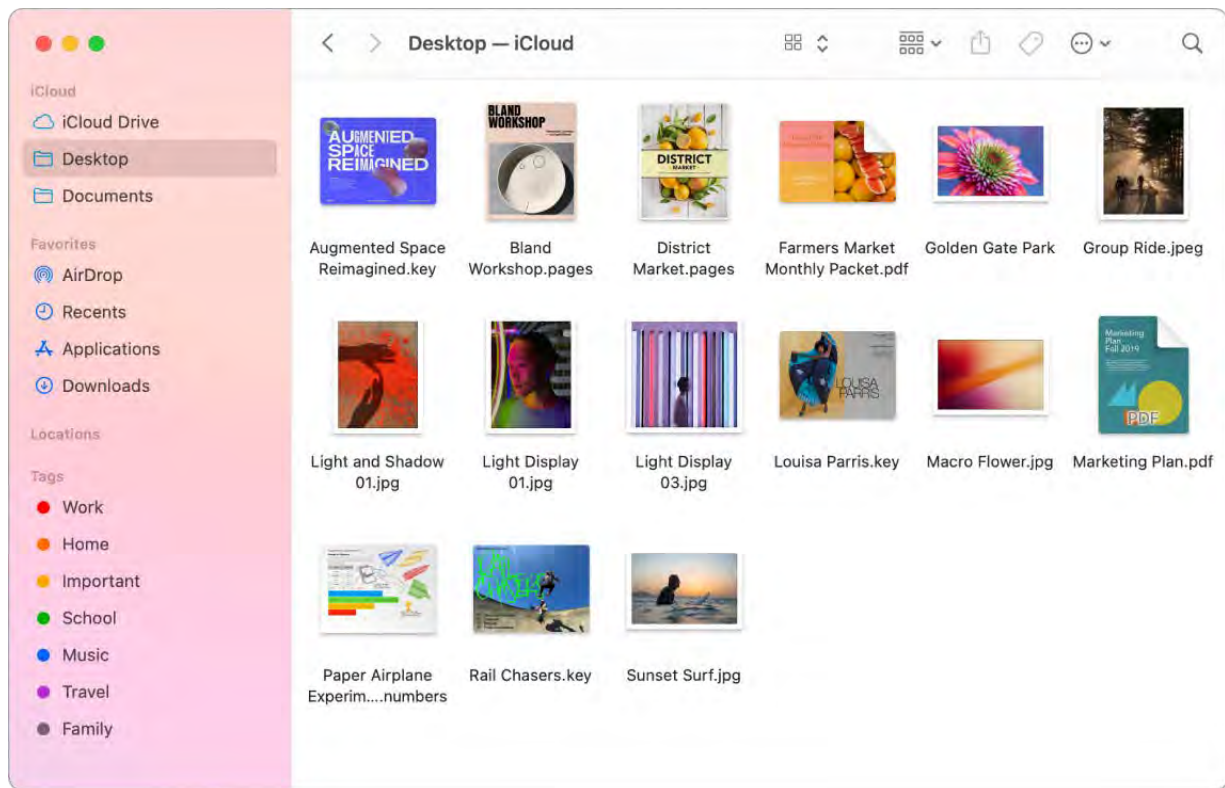 Desktop — iCloud
iCloud
iCloud Drive
Desktop
Documents
Favorites
AirDrop
Recents
Applications
Downloads
Locations
Tags
Work
Home
Important
School
Music
Travel
Family
AUGMENTED
SPACE
REIMAGINED
BLAND
WORKSHOP
DISTRICT
MARKET
Augmented Space
Reimagined.key
Bland
Workshop.pages
District
Market.pages
Farmers Market
Monthly Packet.pdf
Golden Gate Park
Group Ride.jpeg
LOUISA
PARRIS
Marketing
Plan
Fall 2019
PDF
Light and Shadow
01.jpg
Light Display
01.jpg
Light Display
03.jpg
Louisa Parris.key
Macro Flower.jpg
Marketing Plan.pdf
Paper Airplane
Experim....numbers
Rail Chasers.key
Sunset Surf.jpg